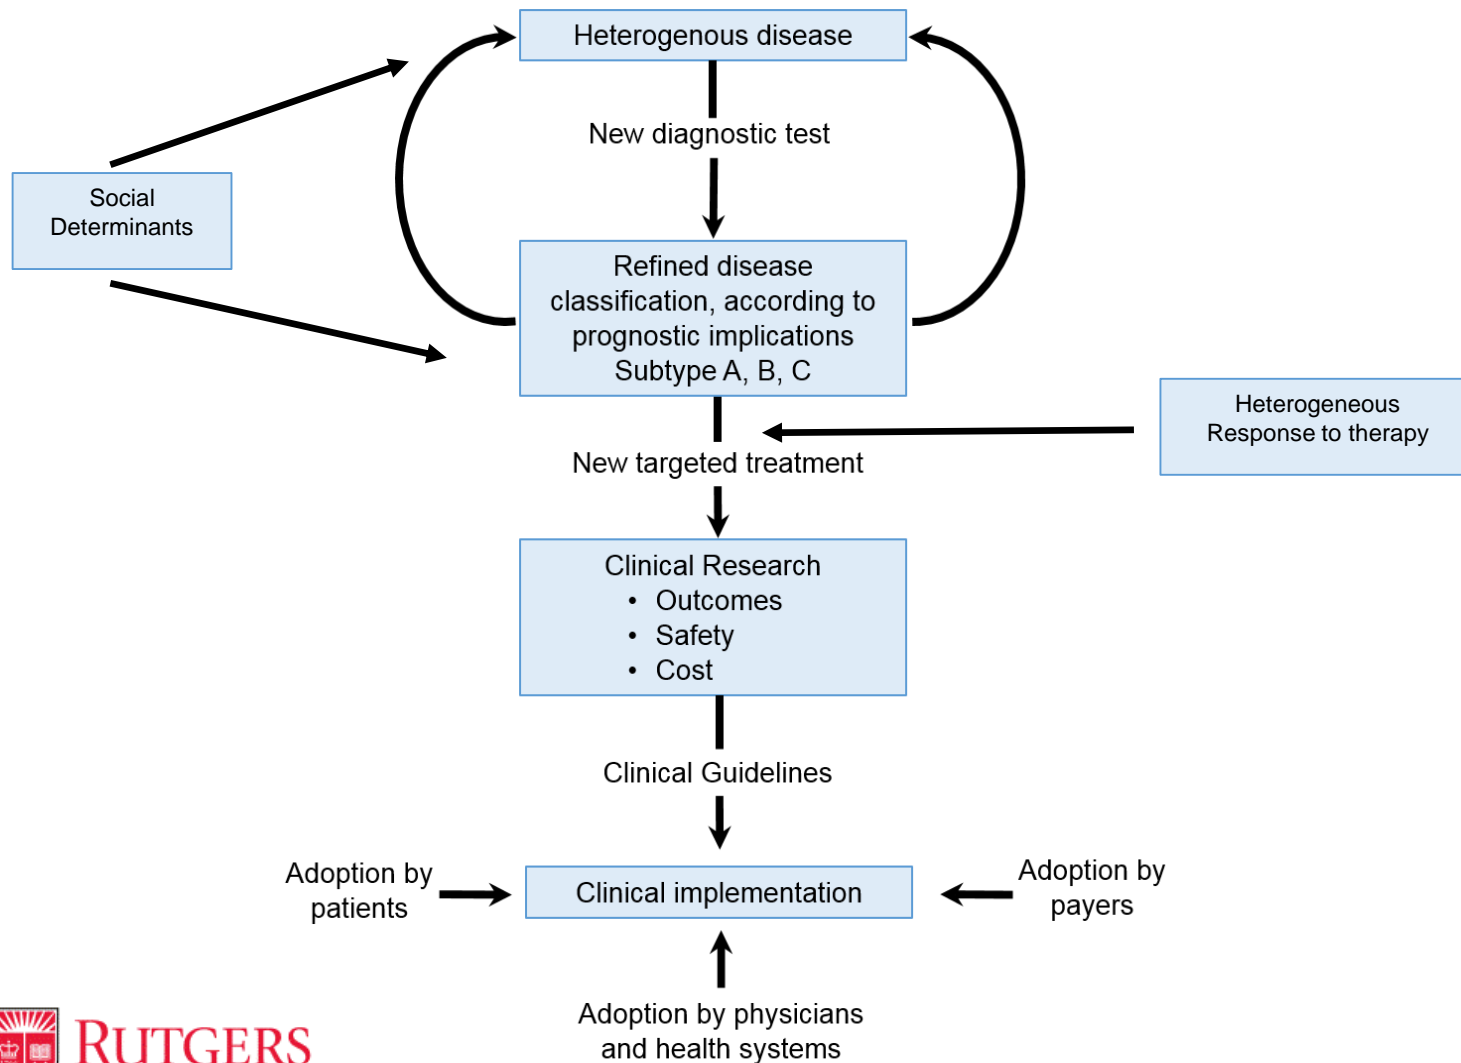 Heterogenous disease
New diagnostic test
Social
Determinants
Refined disease
classification, according to
prognostic implications
Subtype A, B, C
Heterogeneous
Response to therapy
New targeted treatment
Clinical Research
• Outcomes
• Safety
• Cost
Clinical Guidelines
Adoption by
patients
Clinical implementation
Adoption by
payers
Adoption by physicians
and health systems
RUTGERS